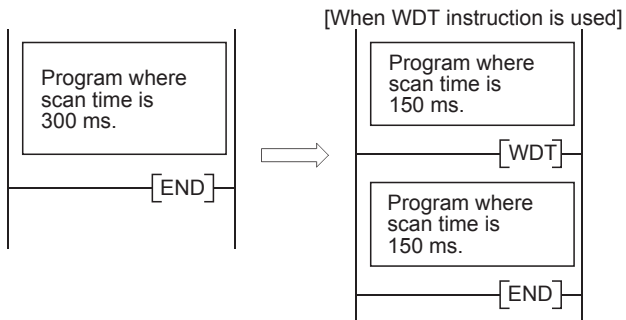 [When WDT instruction is used]
Program where
scan time is
300 ms.
[END]
Program where
scan time is
150 ms.
[WDT]
Program where
scan time is
150 ms.
[END]